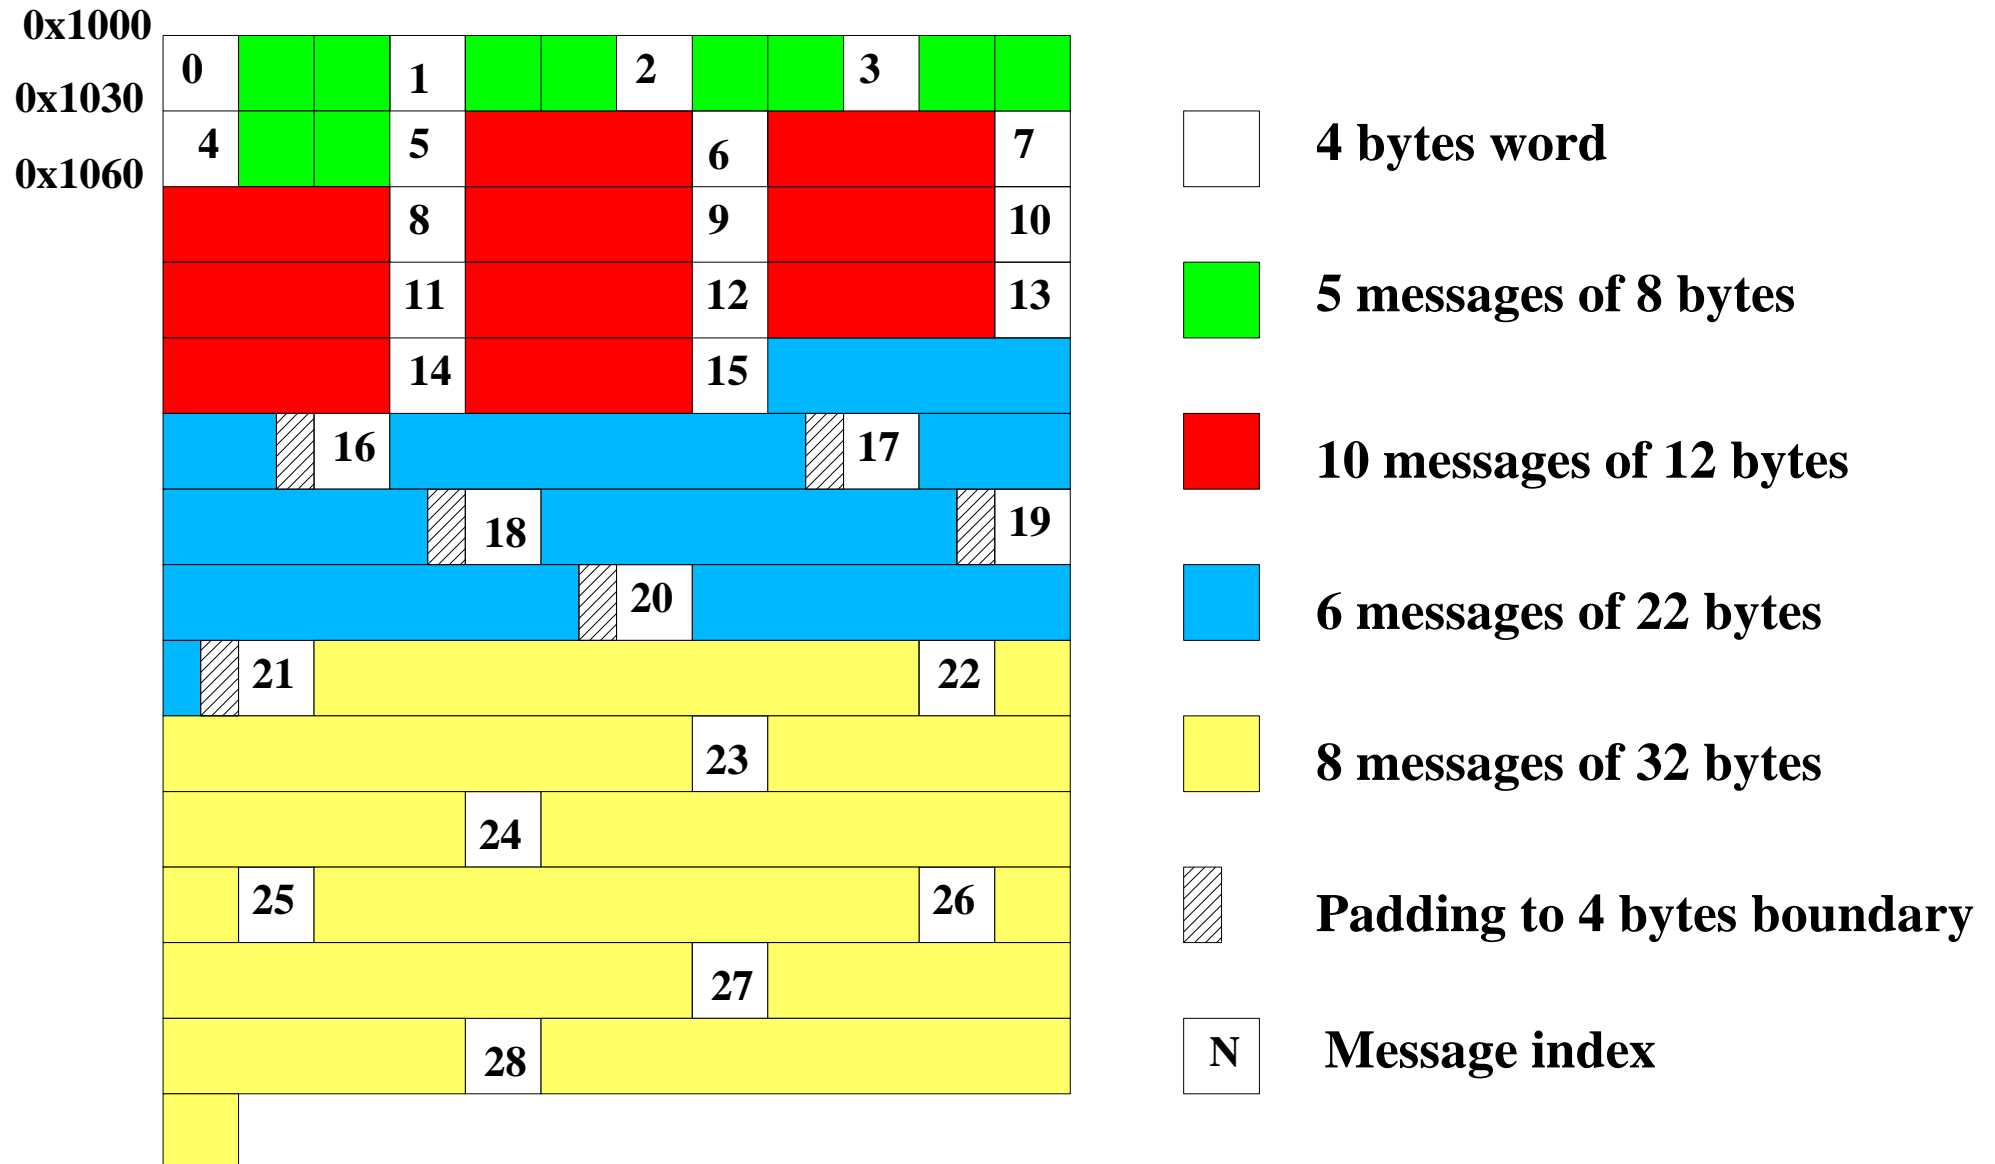 0x1000
0 1 2 3
0x1030
4 5 6 7
4 bytes word
0x1060
8 9 10
11 12 13
5 messages of 8 bytes
14 15
16 17
10 messages of 12 bytes
18 19
20
6 messages of 22 bytes
21 22
23
8 messages of 32 bytes
24
25 26
Padding to 4 bytes boundary
27
28
N Message index